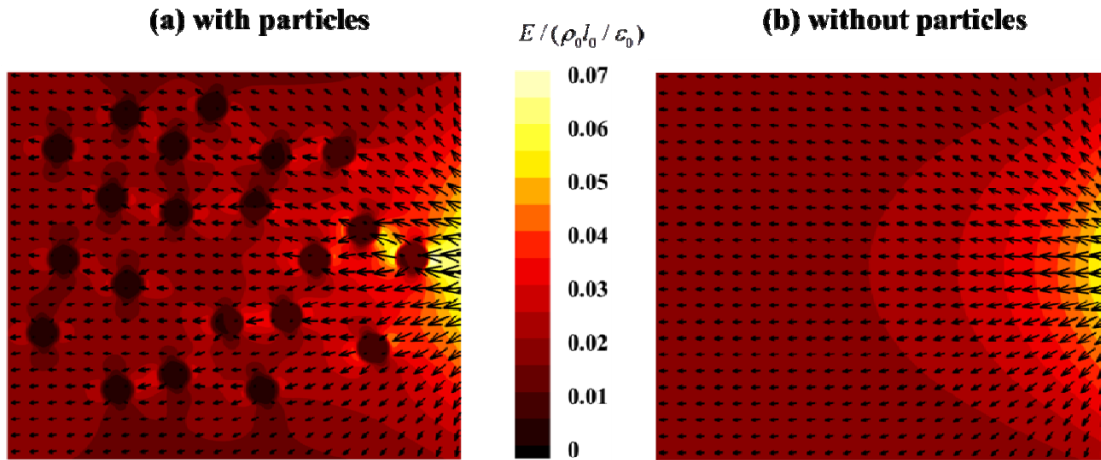 (a) with particles
E / (ρ₀l₀ / ε₀)
(b) without particles
0.07
0.06
0.05
0.04
0.03
0.02
0.01
0